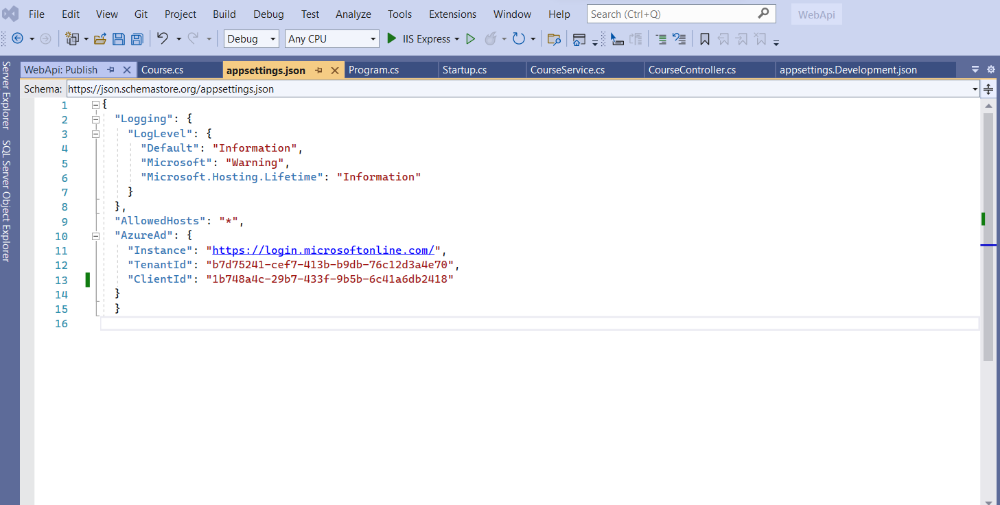 File Edit View Git Project Build Debug Test Analyze Tools Extensions Window Help Search (Ctrl+Q) WebApi
Debug Any CPU IIS Express
WebApi: Publish Course.cs appsettings.json Program.cs Startup.cs CourseService.cs CourseController.cs appsettings.Development.json
Schema: https://json.schemastore.org/appsettings.json
Server Explorer
SQL Server Object Explorer
1 {
2 "Logging": {
3 "LogLevel": {
4 "Default": "Information",
5 "Microsoft": "Warning",
6 "Microsoft.Hosting.Lifetime": "Information"
7 }
8 },
9 "AllowedHosts": "*",
10 "AzureAd": {
11 "Instance": "https://login.microsoftonline.com/",
12 "TenantId": "b7d75241-cef7-413b-b9db-76c12d3a4e70",
13 "ClientId": "1b748a4c-29b7-433f-9b5b-6c41a6db2418"
14 }
15 }
16